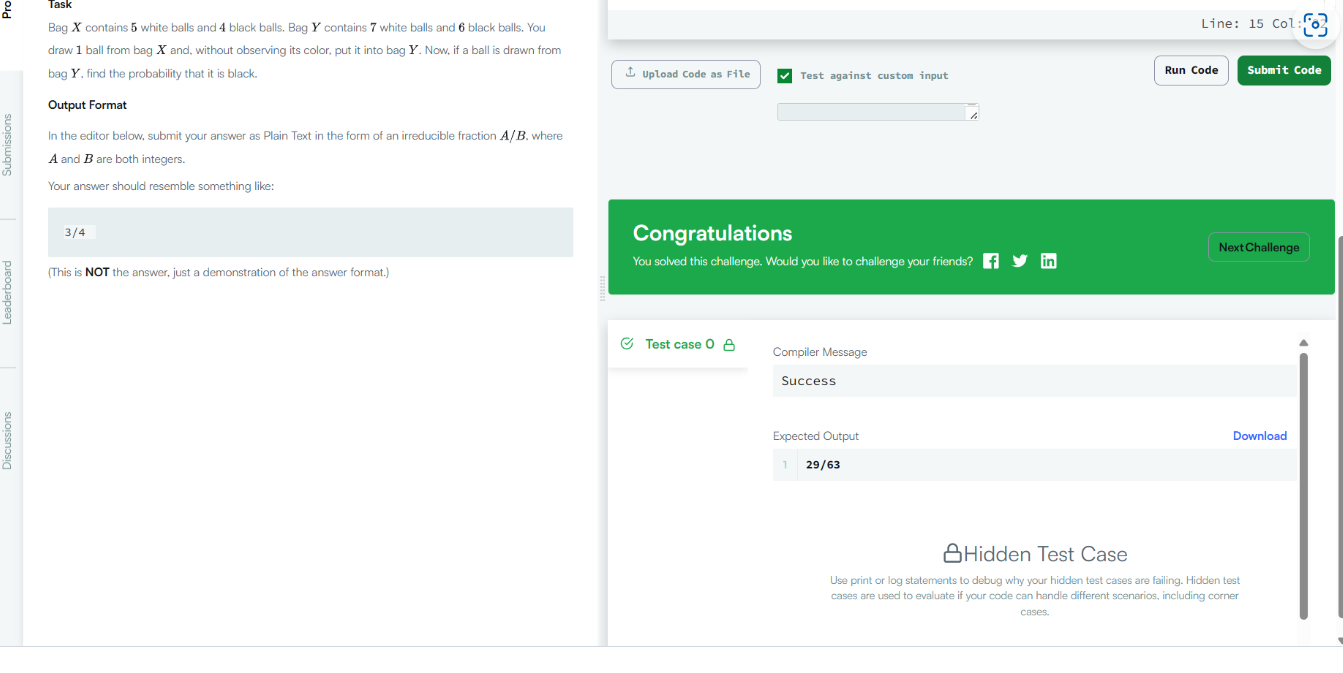 Pro
Submissions
Leaderboard
Discussions
Task
Bag X contains 5 white balls and 4 black balls. Bag Y contains 7 white balls and 6 black balls. You
draw 1 ball from bag X and, without observing its color, put it into bag Y. Now, if a ball is drawn from
bag Y, find the probability that it is black.
Output Format
In the editor below, submit your answer as Plain Text in the form of an irreducible fraction A/B, where
A and B are both integers.
Your answer should resemble something like:
3/4
(This is NOT the answer, just a demonstration of the answer format.)
Line: 15 Col:
Upload Code as File
Test against custom input
Run Code
Submit Code
Congratulations
You solved this challenge. Would you like to challenge your friends?
Next Challenge
Test case 0
Compiler Message
Success
Expected Output
Download
1 29/63
Hidden Test Case
Use print or log statements to debug why your hidden test cases are failing. Hidden test
cases are used to evaluate if your code can handle different scenarios, including corner
cases.